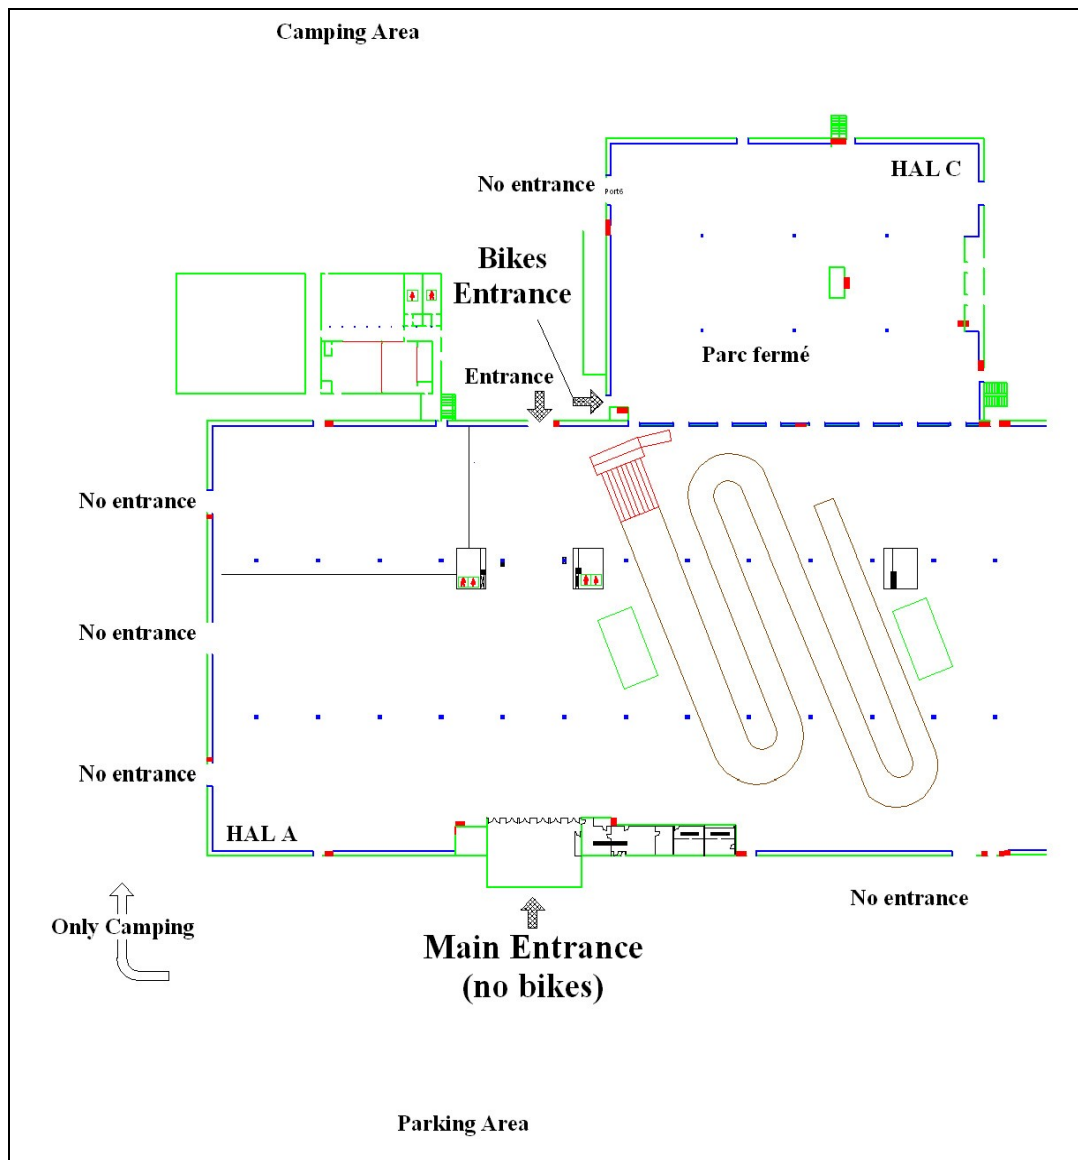 Camping Area
HAL C
No entrance
Port6
Bikes
Entrance
Parc fermé
Entrance
No entrance
No entrance
No entrance
HAL A
No entrance
Only Camping
Main Entrance
(no bikes)
Parking Area